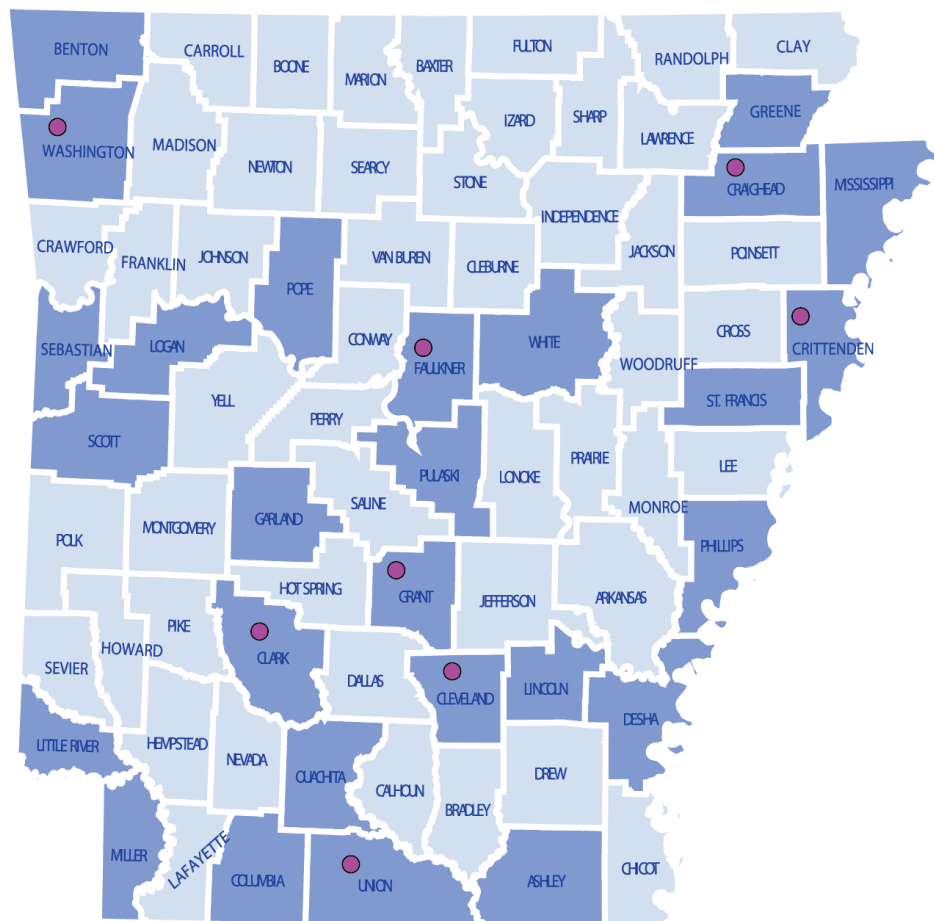 BENTON
CARROLL
BOONE
MARION
BAXTER
FULTON
RANDOLPH
CLAY
WASHINGTON
MADISON
NEWTON
SEARCY
STONE
IZARD
SHARP
LAWRENCE
GREENE
CRAIGHEAD
MISSISSIPPI
CRAWFORD
FRANKLIN
JOHNSON
POPE
VAN BUREN
CLEBURNE
INDEPENDENCE
JACKSON
POINSETT
SEBASTIAN
LOGAN
CONWAY
FAULKNER
WHITE
WOODRUFF
CROSS
CRITTENDEN
SCOTT
YELL
PERRY
PULASKI
LONOKE
PRAIRIE
ST. FRANCIS
LEE
POLK
MONTGOMERY
GARLAND
SALINE
MONROE
PHILLIPS
HOT SPRING
GRANT
JEFFERSON
ARKANSAS
SEVIER
HOWARD
PIKE
CLARK
DALLAS
CLEVELAND
LINCOLN
DESHA
LITTLE RIVER
HEMPSTEAD
NEVADA
OUACHITA
CALHOUN
BRADLEY
DREW
MILLER
LAFAYETTE
COLUMBIA
UNION
ASHLEY
CHICOT